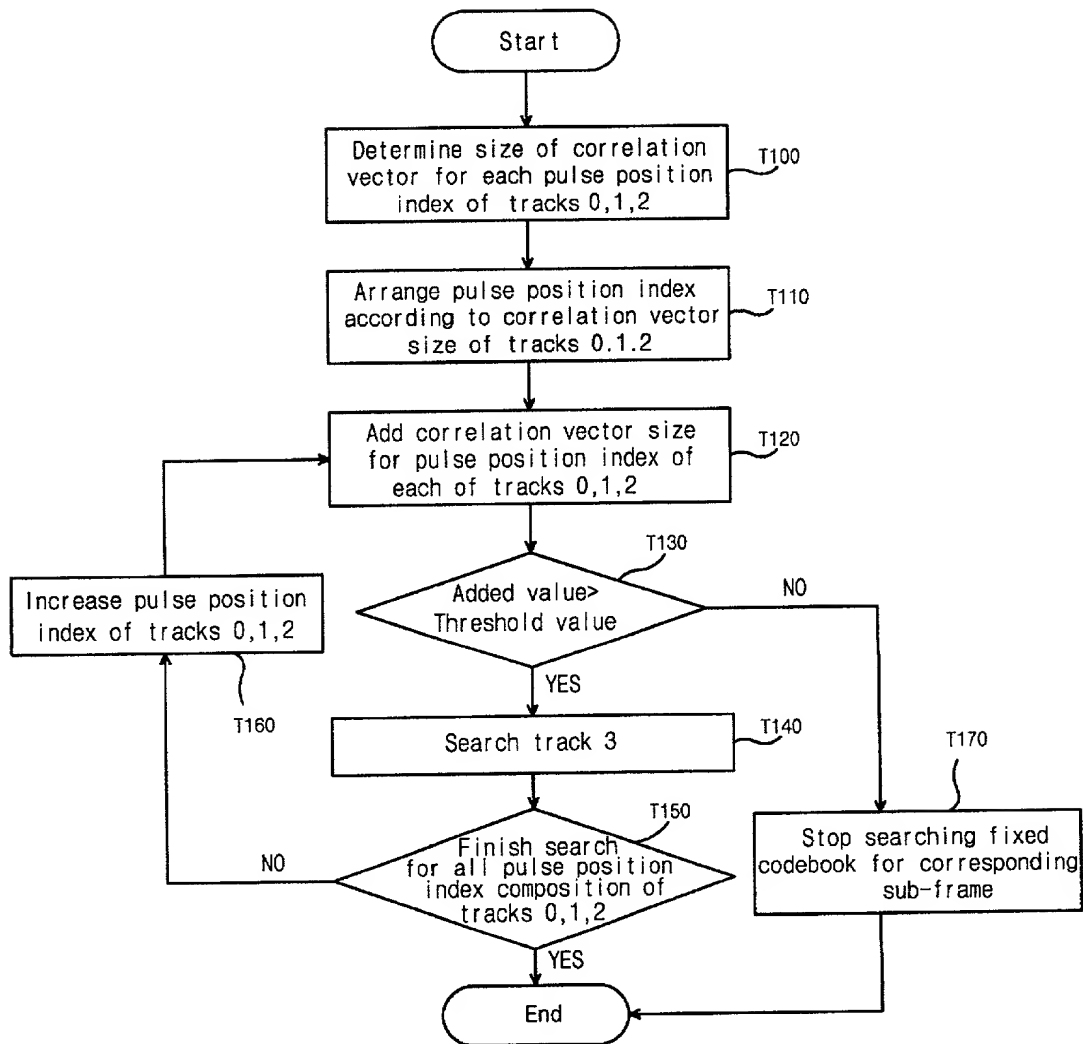 Start
Determine size of correlation
vector for each pulse position
index of tracks 0,1,2
T100
Arrange pulse position index
according to correlation vector
size of tracks 0.1.2
T110
Add correlation vector size
for pulse position index of
each of tracks 0,1,2
T120
T130
Added value>
Threshold value
NO
YES
Increase pulse position
index of tracks 0,1,2
T160
Search track 3
T140
T150
Finish search
for all pulse position
index composition of
tracks 0,1,2
NO
YES
T170
Stop searching fixed
codebook for corresponding
sub-frame
End